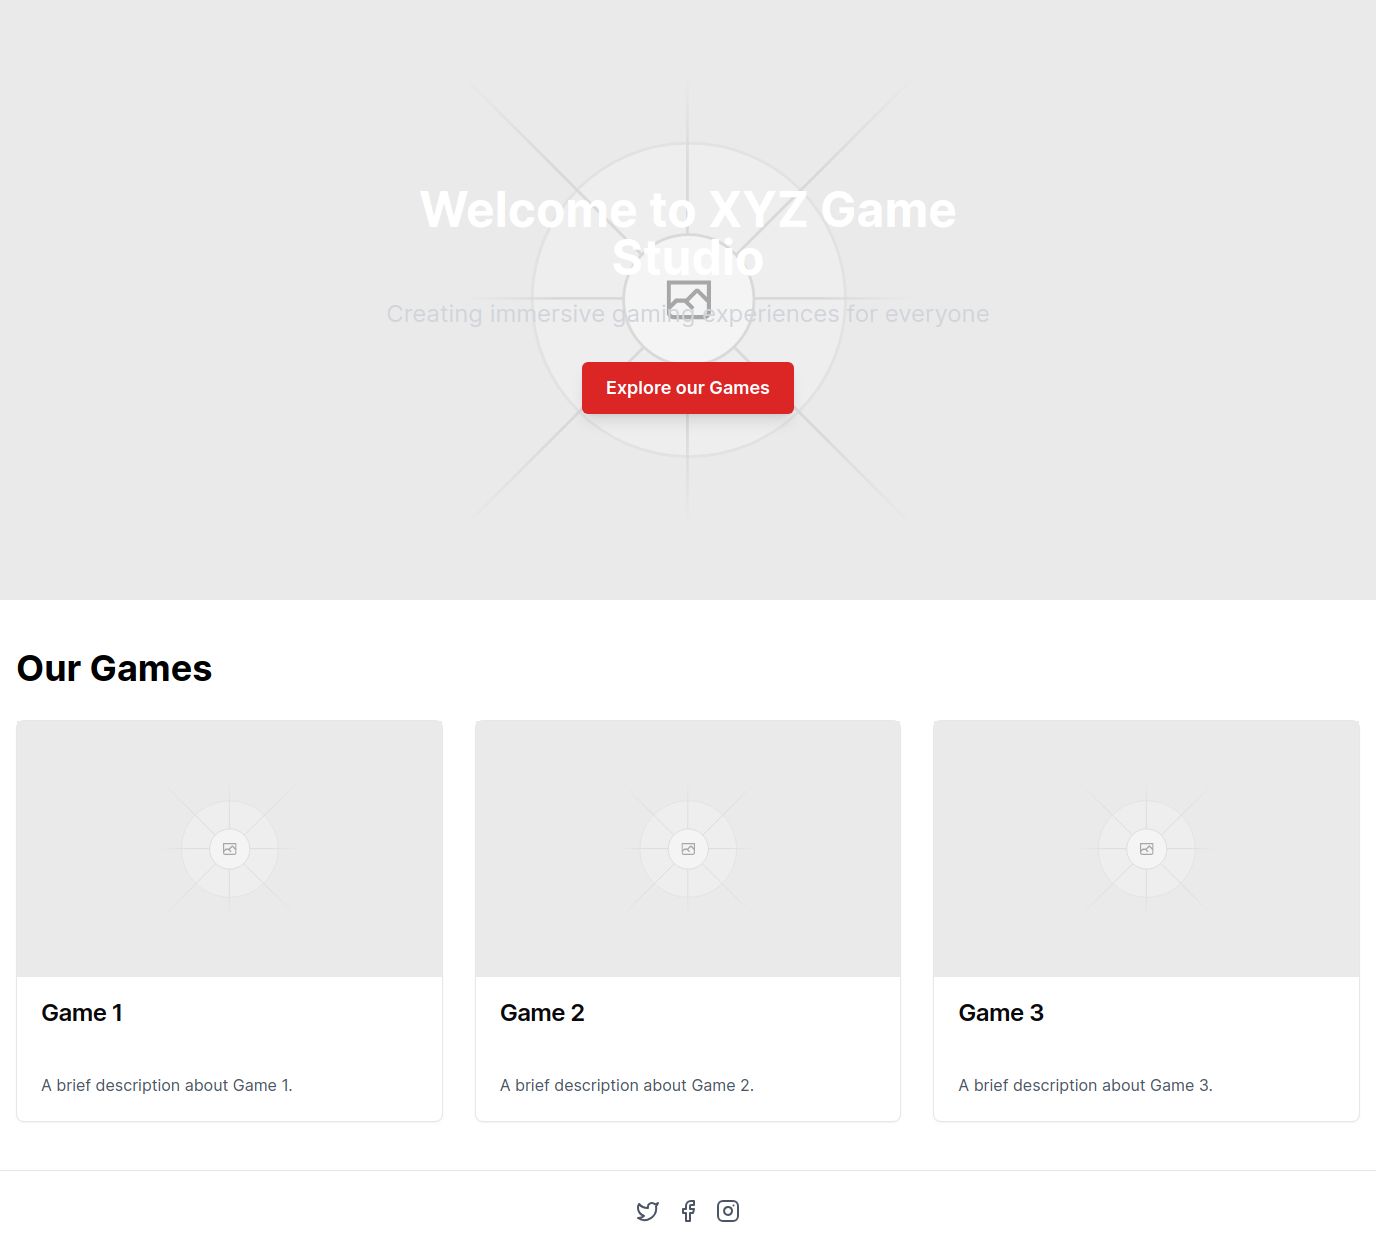 Welcome to XYZ Game
Studio
Creating immersive gaming experiences for everyone
Explore our Games
Our Games
Game 1
A brief description about Game 1.
Game 2
A brief description about Game 2.
Game 3
A brief description about Game 3.